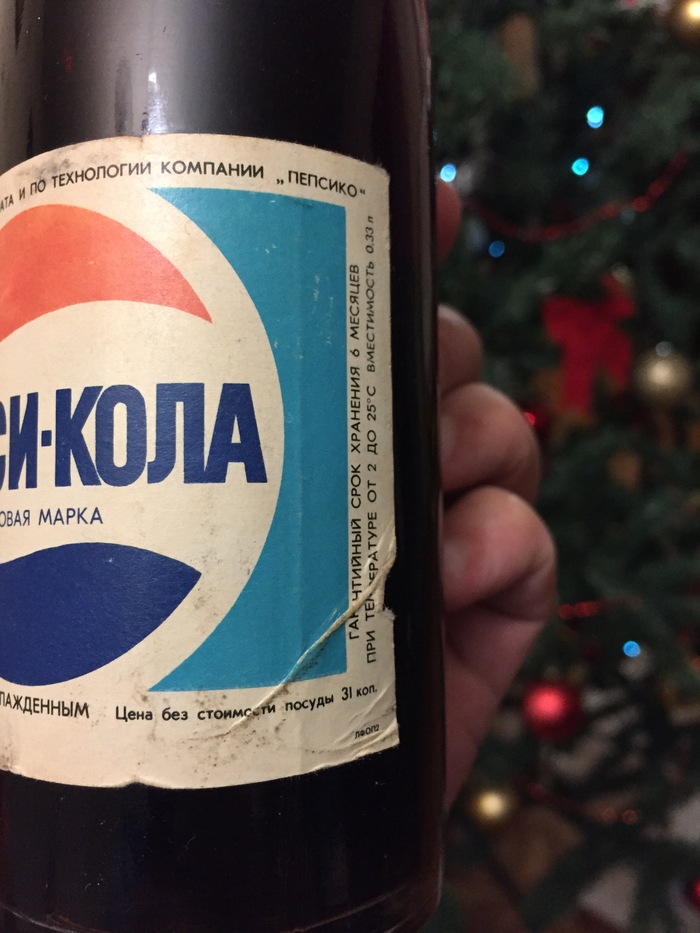 АТА И ПО ТЕХНОЛОГИИ КОМПАНИИ „ПЕПСИКО“
СИ-КОЛА
ОВАЯ МАРКА
ЛАЖДЕННЫМ
Цена без стоимости посуды 31 коп.
ЛФОП2
ГАРАНТИЙНЫЙ СРОК ХРАНЕНИЯ 6 МЕСЯЦЕВ
ПРИ ТЕМПЕРАТУРЕ ОТ 2 ДО 25°С ВМЕСТИМОСТЬ 0.33 л